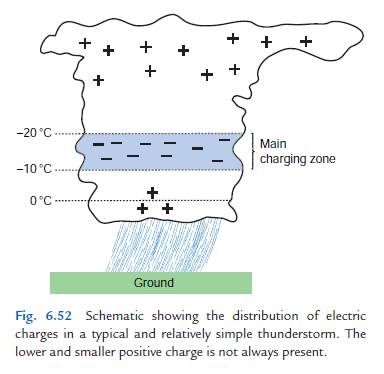 −20 °C
Main
charging zone
−10 °C
0 °C
Ground
Fig. 6.52 Schematic showing the distribution of electric
charges in a typical and relatively simple thunderstorm. The
lower and smaller positive charge is not always present.